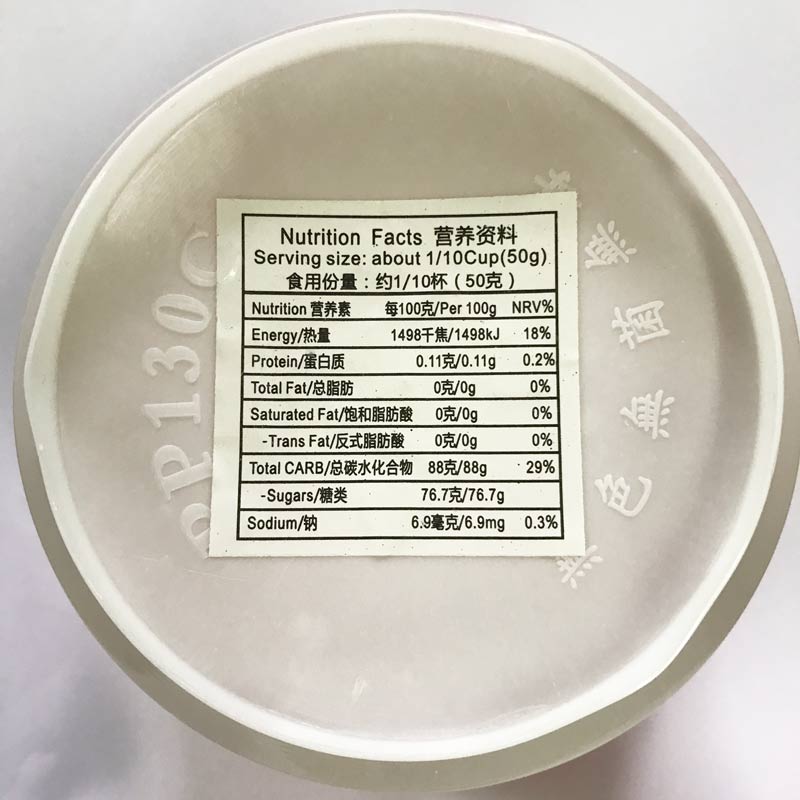 Nutrition Facts 营养资料
Serving size: about 1/10Cup(50g)
食用份量：约1/10杯（50克）
Nutrition 营养素 每100克/Per 100g NRV%
Energy/热量 1498千焦/1498kJ 18%
Protein/蛋白质 0.11克/0.11g 0.2%
Total Fat/总脂肪 0克/0g 0%
Saturated Fat/饱和脂肪酸 0克/0g 0%
-Trans Fat/反式脂肪酸 0克/0g 0%
Total CARB/总碳水化合物 88克/88g 29%
-Sugars/糖类 76.7克/76.7g
Sodium/钠 6.9毫克/6.9mg 0.3%
PP130C
無菌無色無